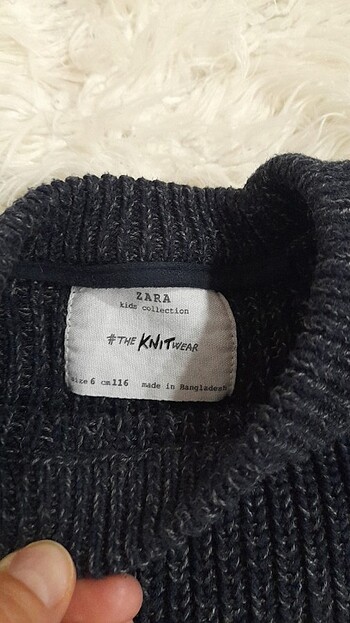 ZARA
kids collection
#THE KNITWEAR
size 6 cm 116 made in Bangladesh